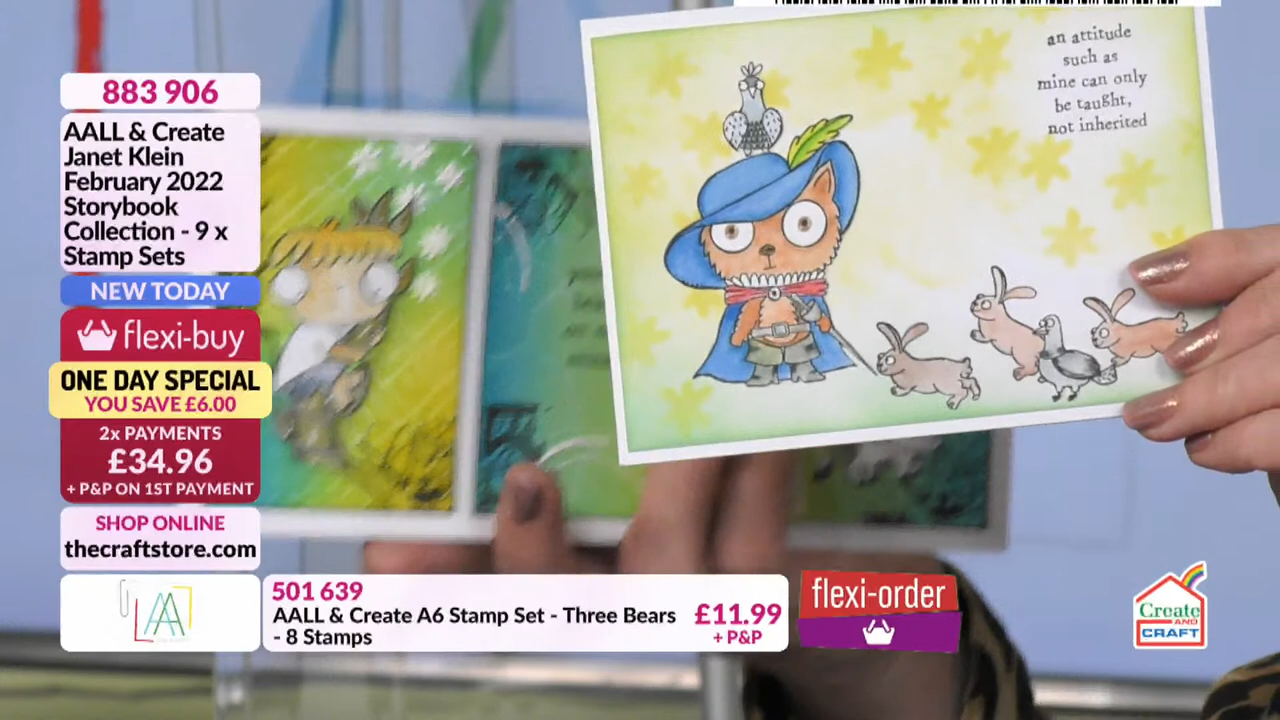 883 906
AALL & Create
Janet Klein
February 2022
Storybook
Collection - 9 x
Stamp Sets
NEW TODAY
flexi-buy
ONE DAY SPECIAL
YOU SAVE £6.00
2x PAYMENTS
£34.96
+ P&P ON 1ST PAYMENT
SHOP ONLINE
thecraftstore.com
an attitude
such as
mine can only
be taught,
not inherited
501 639
AALL & Create A6 Stamp Set - Three Bears
- 8 Stamps
£11.99
+ P&P
flexi-order
Create
AND
CRAFT